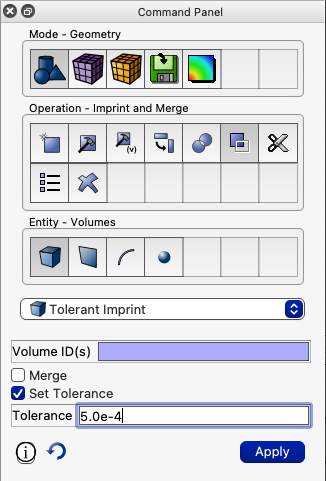 Command Panel
Mode - Geometry
Operation - Imprint and Merge
(v)
Entity - Volumes
Tolerant Imprint
Volume ID(s)
Merge
Set Tolerance
Tolerance 5.0e-4
i Apply